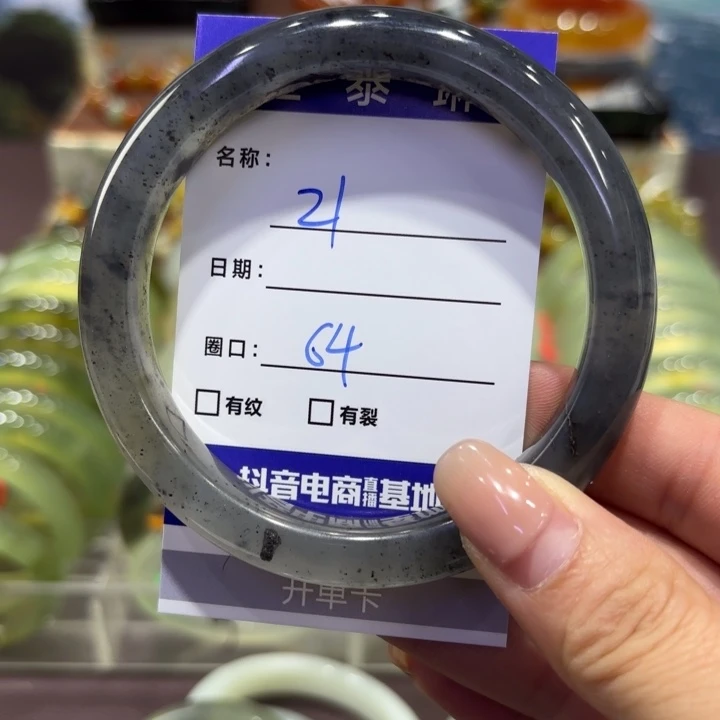 泰
名称: 21
日期:
圈口: 64
有纹 有裂
抖音电商直播基地
开单卡